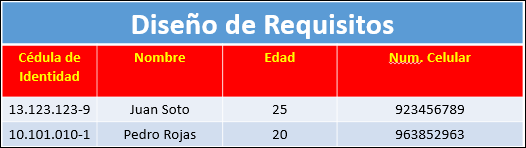 Diseño de Requisitos
Cédula de Identidad Nombre Edad Num. Celular
13.123.123-9 Juan Soto 25 923456789
10.101.010-1 Pedro Rojas 20 963852963